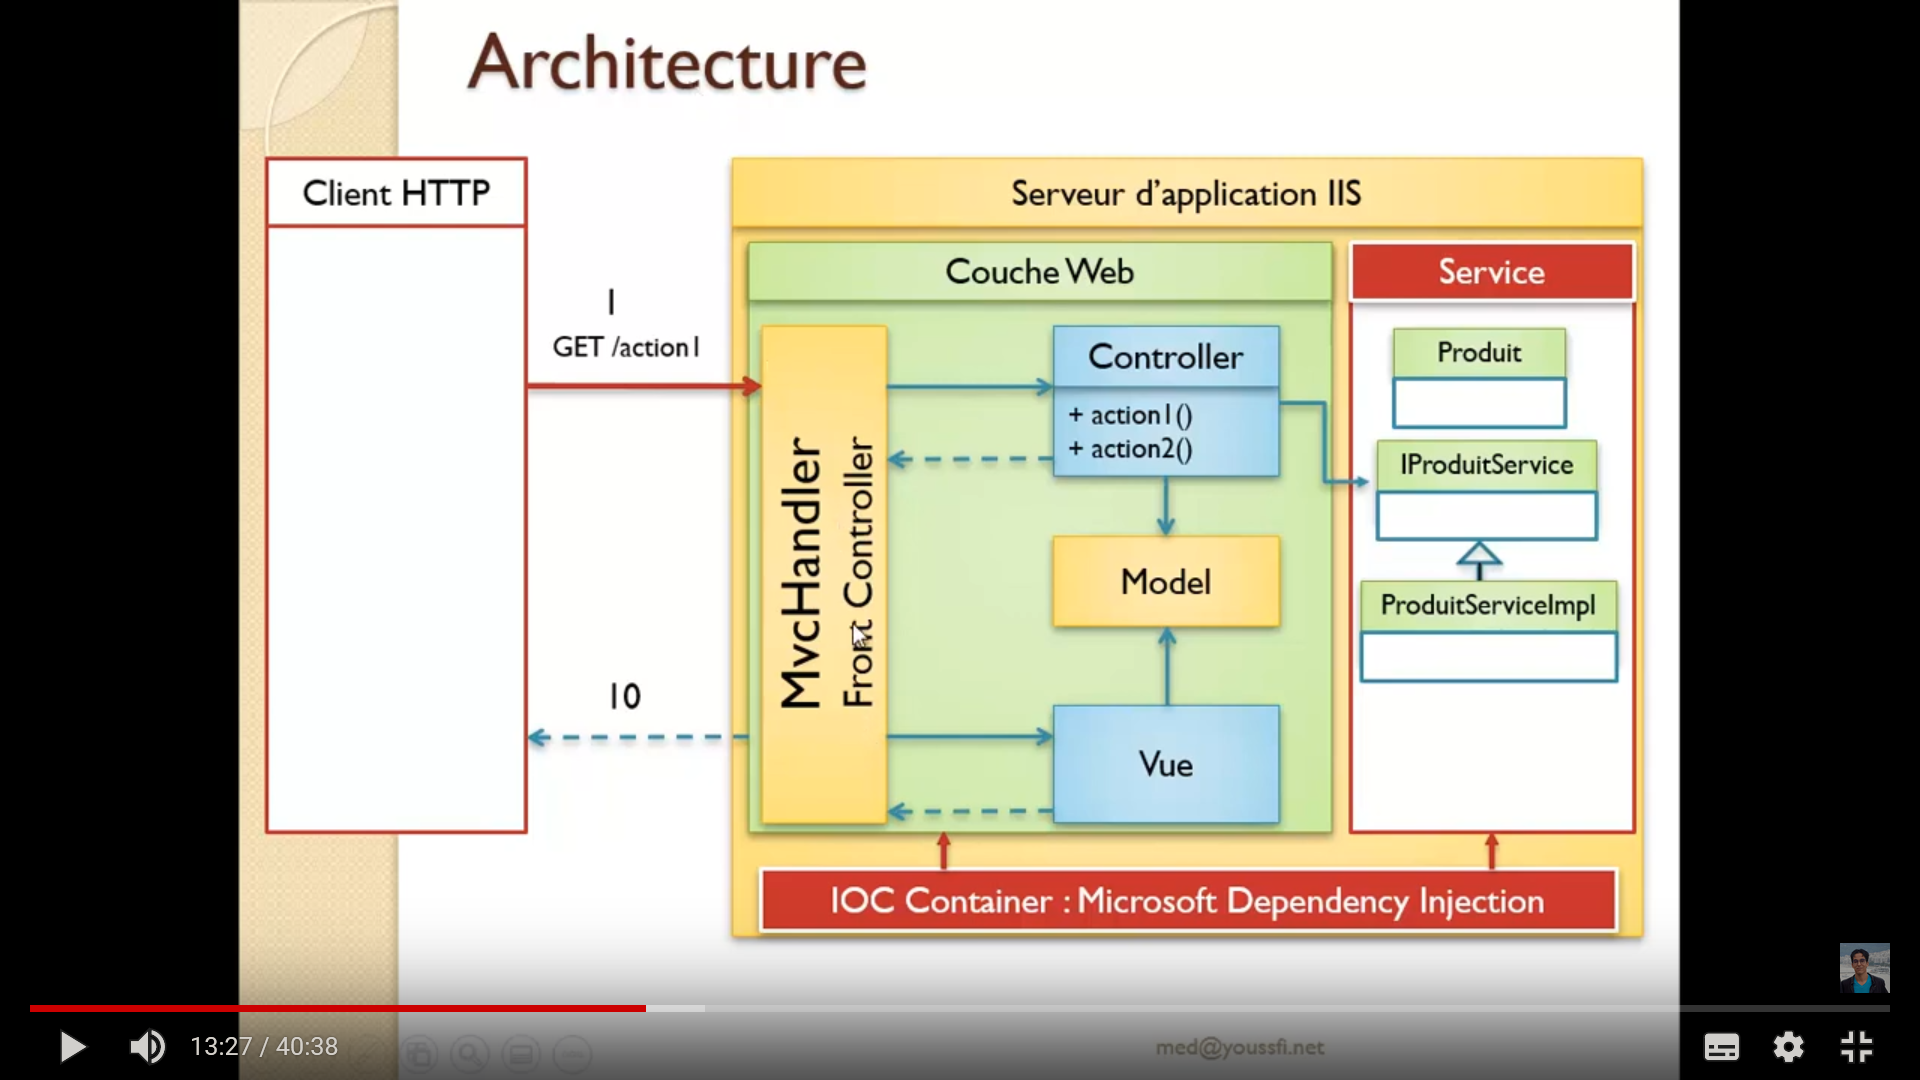 Architecture
Client HTTP
Serveur d'application IIS
Couche Web
Service
1
GET /action1
MvcHandler
Front Controller
Controller
+ action1()
+ action2()
Model
Vue
Produit
IProduitService
ProduitServiceImpl
10
IOC Container : Microsoft Dependency Injection
13:27 / 40:38
med@youssfi.net